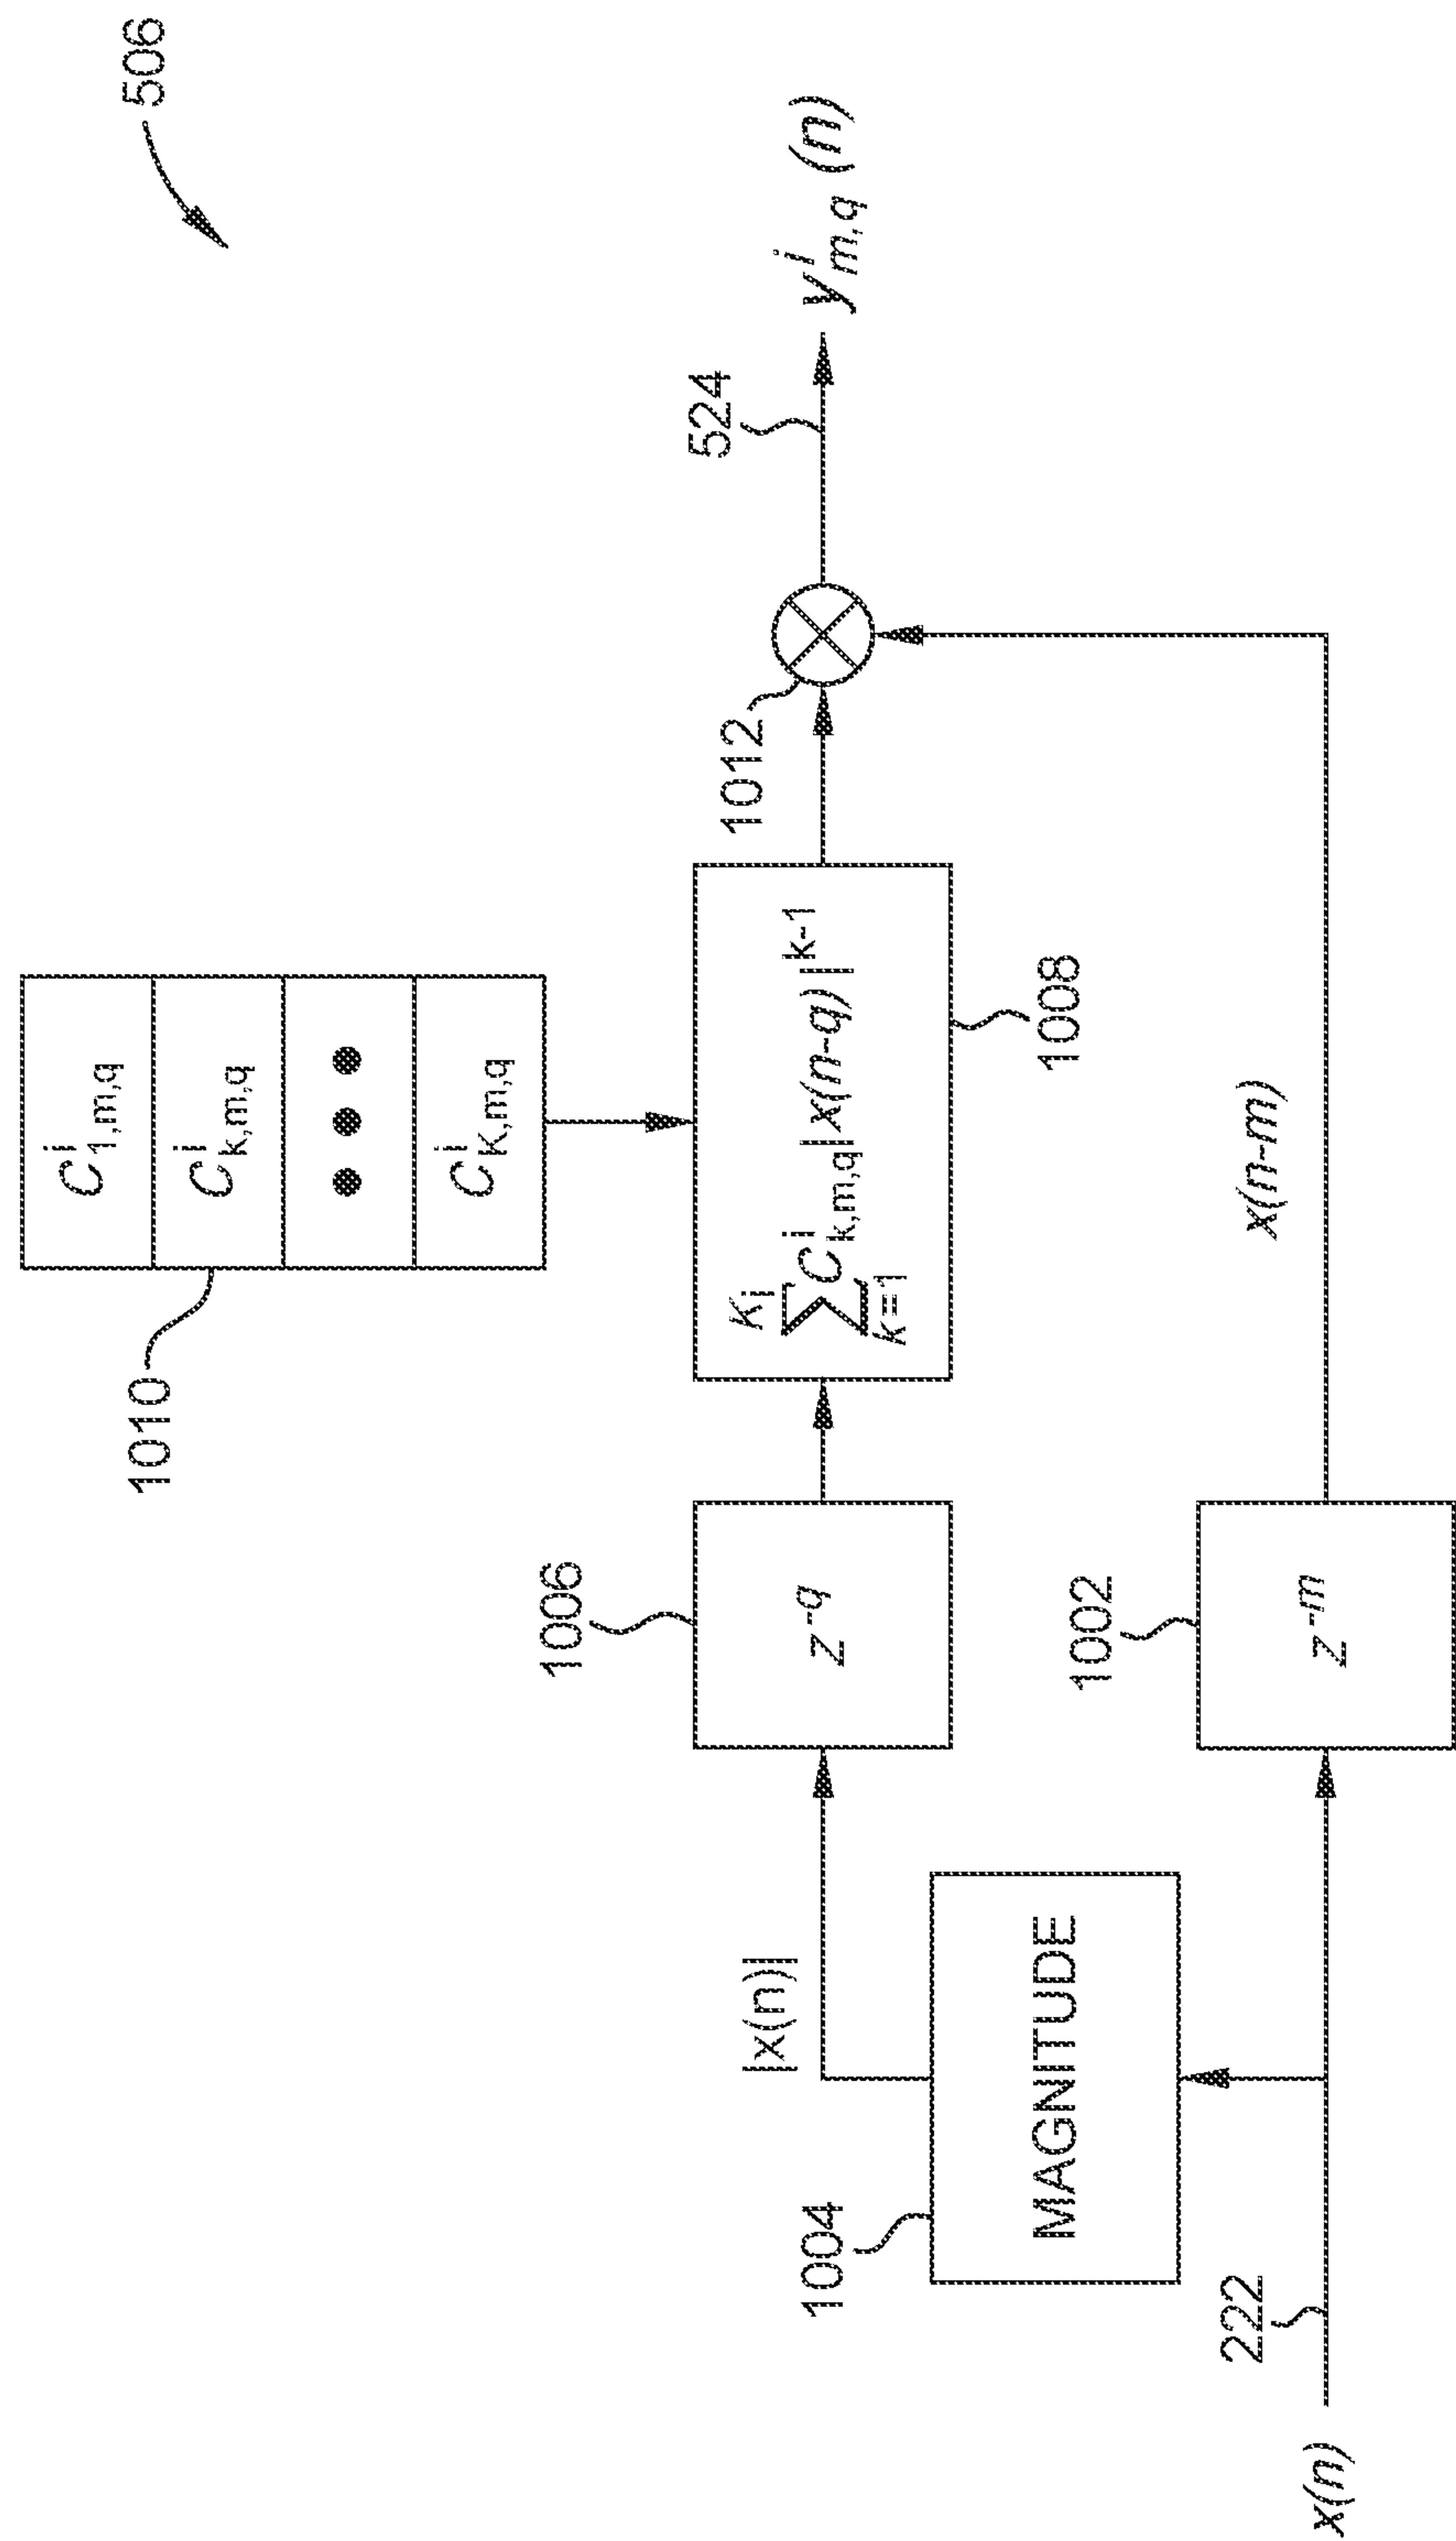 506
1010
C^i_{1,m,q}
C^i_{k,m,q}
C^i_{K,m,q}
524
y^i_{m,q} (n)
1012
1006
z^{-q}
\sum_{k=1}^{K_i} C^i_{k,m,q} |x(n-q)|^{k-1}
1008
|x(n)|
1004
MAGNITUDE
1002
z^{-m}
x(n-m)
222
x(n)